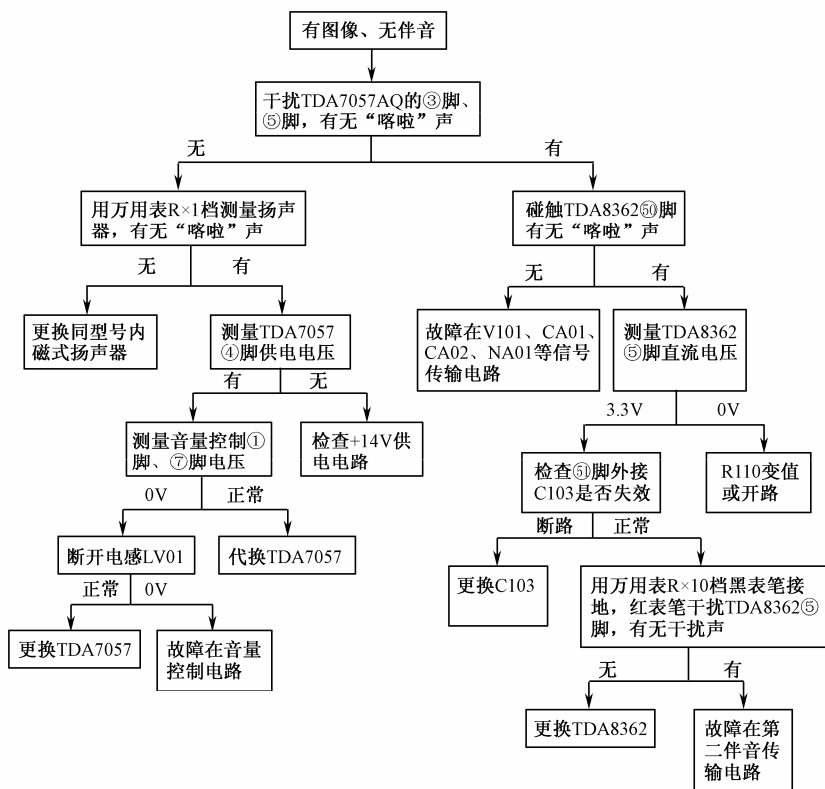 有图像、无伴音
干扰TDA7057AQ的③脚、
⑤脚，有无“喀啦”声
无
有
用万用表R×1档测量扬声
器，有无“喀啦”声
碰触TDA8362㊿脚
有无“喀啦”声
无
有
无
有
更换同型号内
磁式扬声器
测量TDA7057
④脚供电电压
故障在V101、CA01、
CA02、NA01等信号
传输电路
测量TDA8362
⑤脚直流电压
有
无
3.3V
0V
测量音量控制①
脚、⑦脚电压
检查+14V供
电电路
检查51脚外接
C103是否失效
R110变值
或开路
0V
正常
断路
正常
断开电感LV01
代换TDA7057
更换C103
用万用表R×10档黑表笔接
地，红表笔干扰TDA8362⑤
脚，有无干扰声
正常
0V
更换TDA7057
故障在音量
控制电路
无
有
更换TDA8362
故障在第
二伴音传
输电路